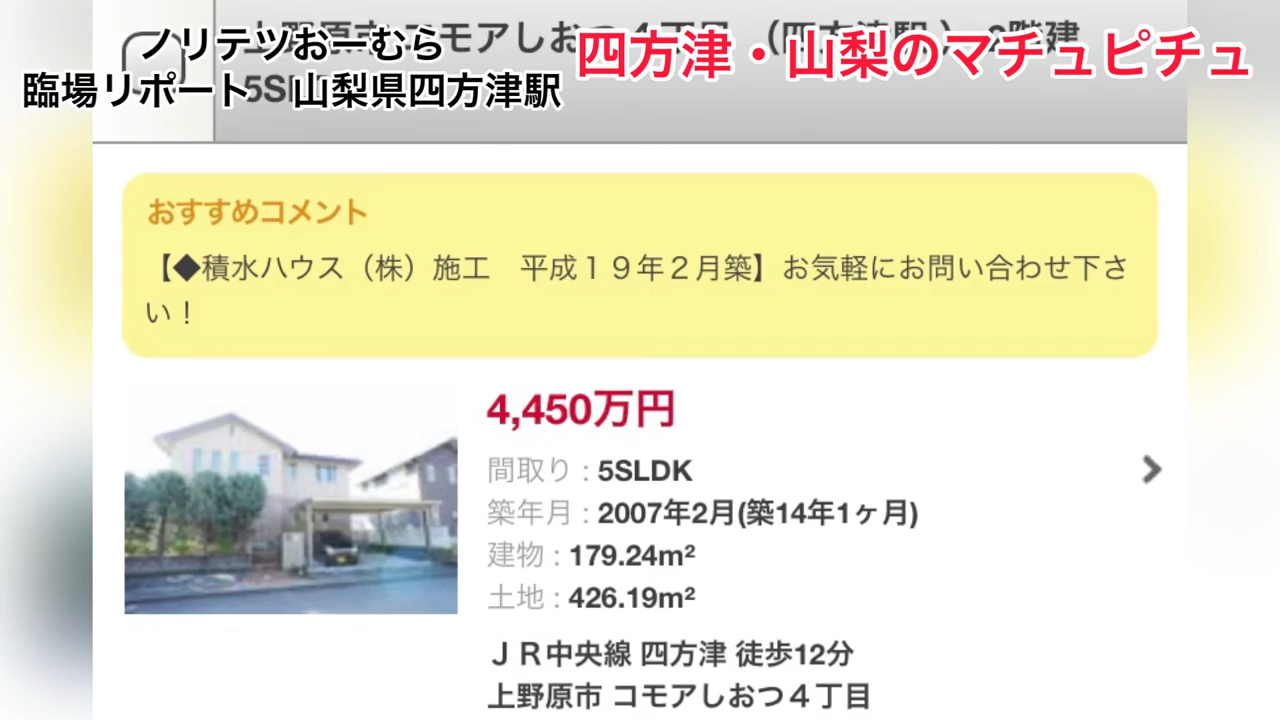 ノリテツおーむら
臨場リポート 山梨県四方津駅
四方津・山梨のマチュピチュ
おすすめコメント
【◆積水ハウス（株）施工 平成１９年２月築】お気軽にお問い合わせ下さ
い！
4,450万円
間取り : 5SLDK
築年月 : 2007年2月(築14年1ヶ月)
建物 : 179.24m²
土地 : 426.19m²
ＪＲ中央線 四方津 徒歩12分
上野原市 コモアしおつ４丁目